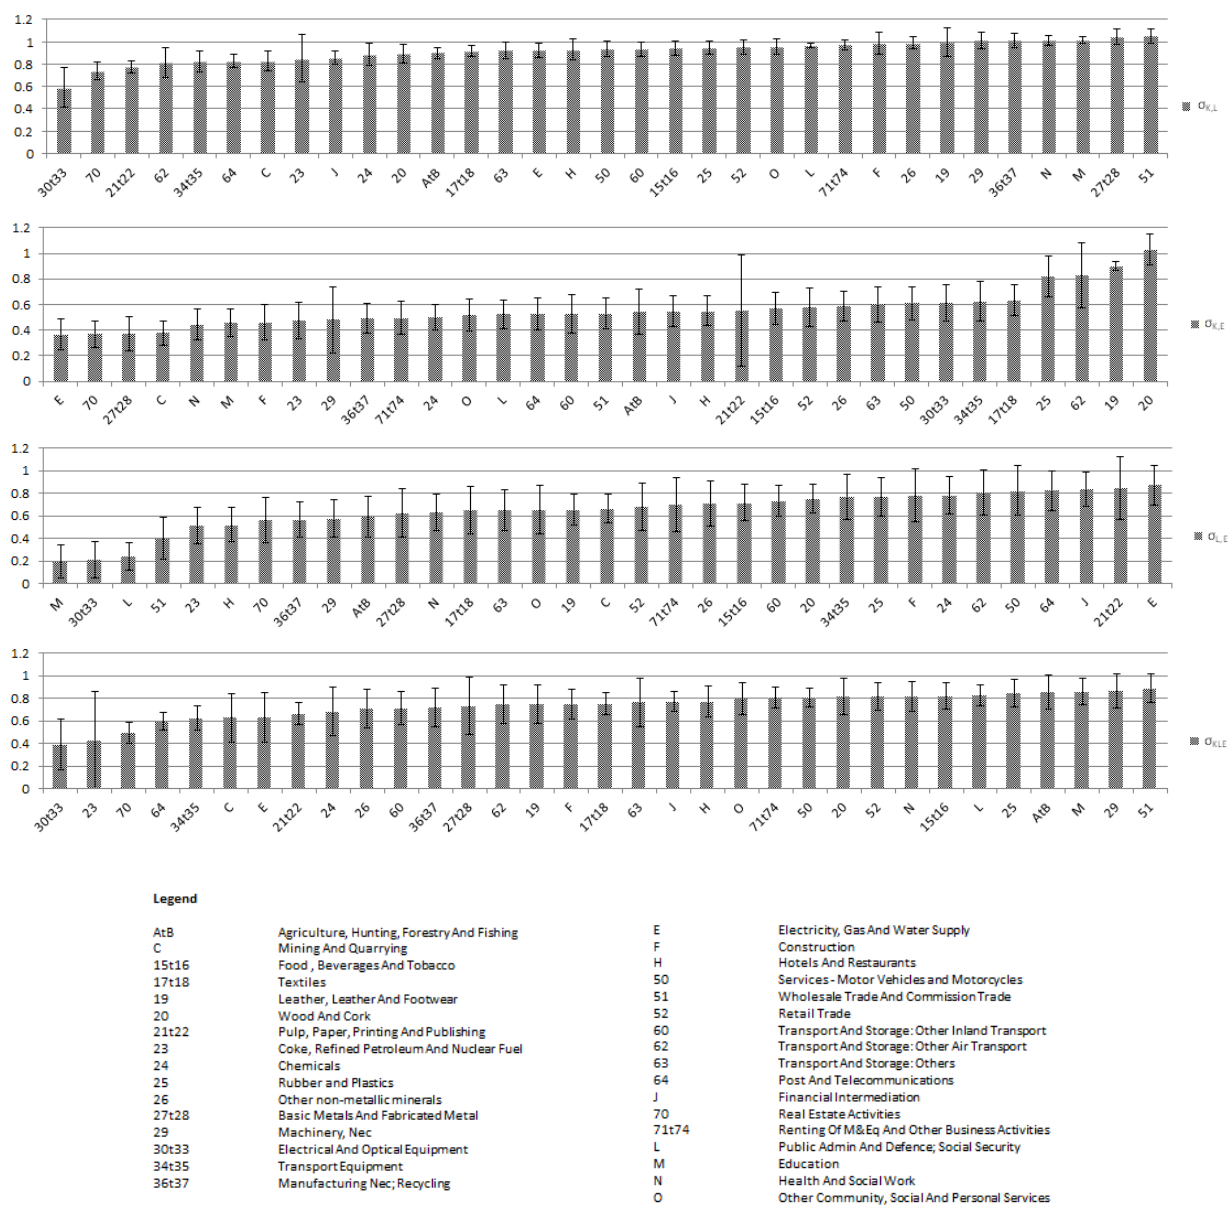 1.2
1
0.8
0.6
0.4
0.2
0
30t33 70 21t22 62 34t35 64 C 23 J 24 20 AtB 17t18 63 E H 50 60 15t16 25 52 O L 71t74 F 26 19 29 36t37 N M 27t28 51
σK,L
1.2
1
0.8
0.6
0.4
0.2
0
E 70 27t28 C N M F 23 29 36t37 71t74 24 O L 64 60 51 AtB J H 21t22 15t16 52 26 63 50 30t33 34t35 17t18 25 62 19 20
σK,E
1.2
1
0.8
0.6
0.4
0.2
0
M 30t33 L 51 23 H 70 36t37 29 AtB 27t28 N 17t18 63 O 19 C 52 71t74 26 15t16 60 20 34t35 25 F 24 62 50 64 J 21t22 E
σL,E
1.2
1
0.8
0.6
0.4
0.2
0
30t33 23 70 64 34t35 C E 21t22 24 26 60 36t37 27t28 62 19 F 17t18 63 J H O 71t74 50 20 52 N 15t16 L 25 AtB M 29 51
σKLE
Legend
AtB Agriculture, Hunting, Forestry And Fishing
C Mining And Quarrying
15t16 Food , Beverages And Tobacco
17t18 Textiles
19 Leather, Leather And Footwear
20 Wood And Cork
21t22 Pulp, Paper, Printing And Publishing
23 Coke, Refined Petroleum And Nuclear Fuel
24 Chemicals
25 Rubber and Plastics
26 Other non-metallic minerals
27t28 Basic Metals And Fabricated Metal
29 Machinery, Nec
30t33 Electrical And Optical Equipment
34t35 Transport Equipment
36t37 Manufacturing Nec; Recycling
E Electricity, Gas And Water Supply
F Construction
H Hotels And Restaurants
50 Services - Motor Vehicles and Motorcycles
51 Wholesale Trade And Commission Trade
52 Retail Trade
60 Transport And Storage: Other Inland Transport
62 Transport And Storage: Other Air Transport
63 Transport And Storage: Others
64 Post And Telecommunications
J Financial Intermediation
70 Real Estate Activities
71t74 Renting Of M&Eq And Other Business Activities
L Public Admin And Defence; Social Security
M Education
N Health And Social Work
O Other Community, Social And Personal Services